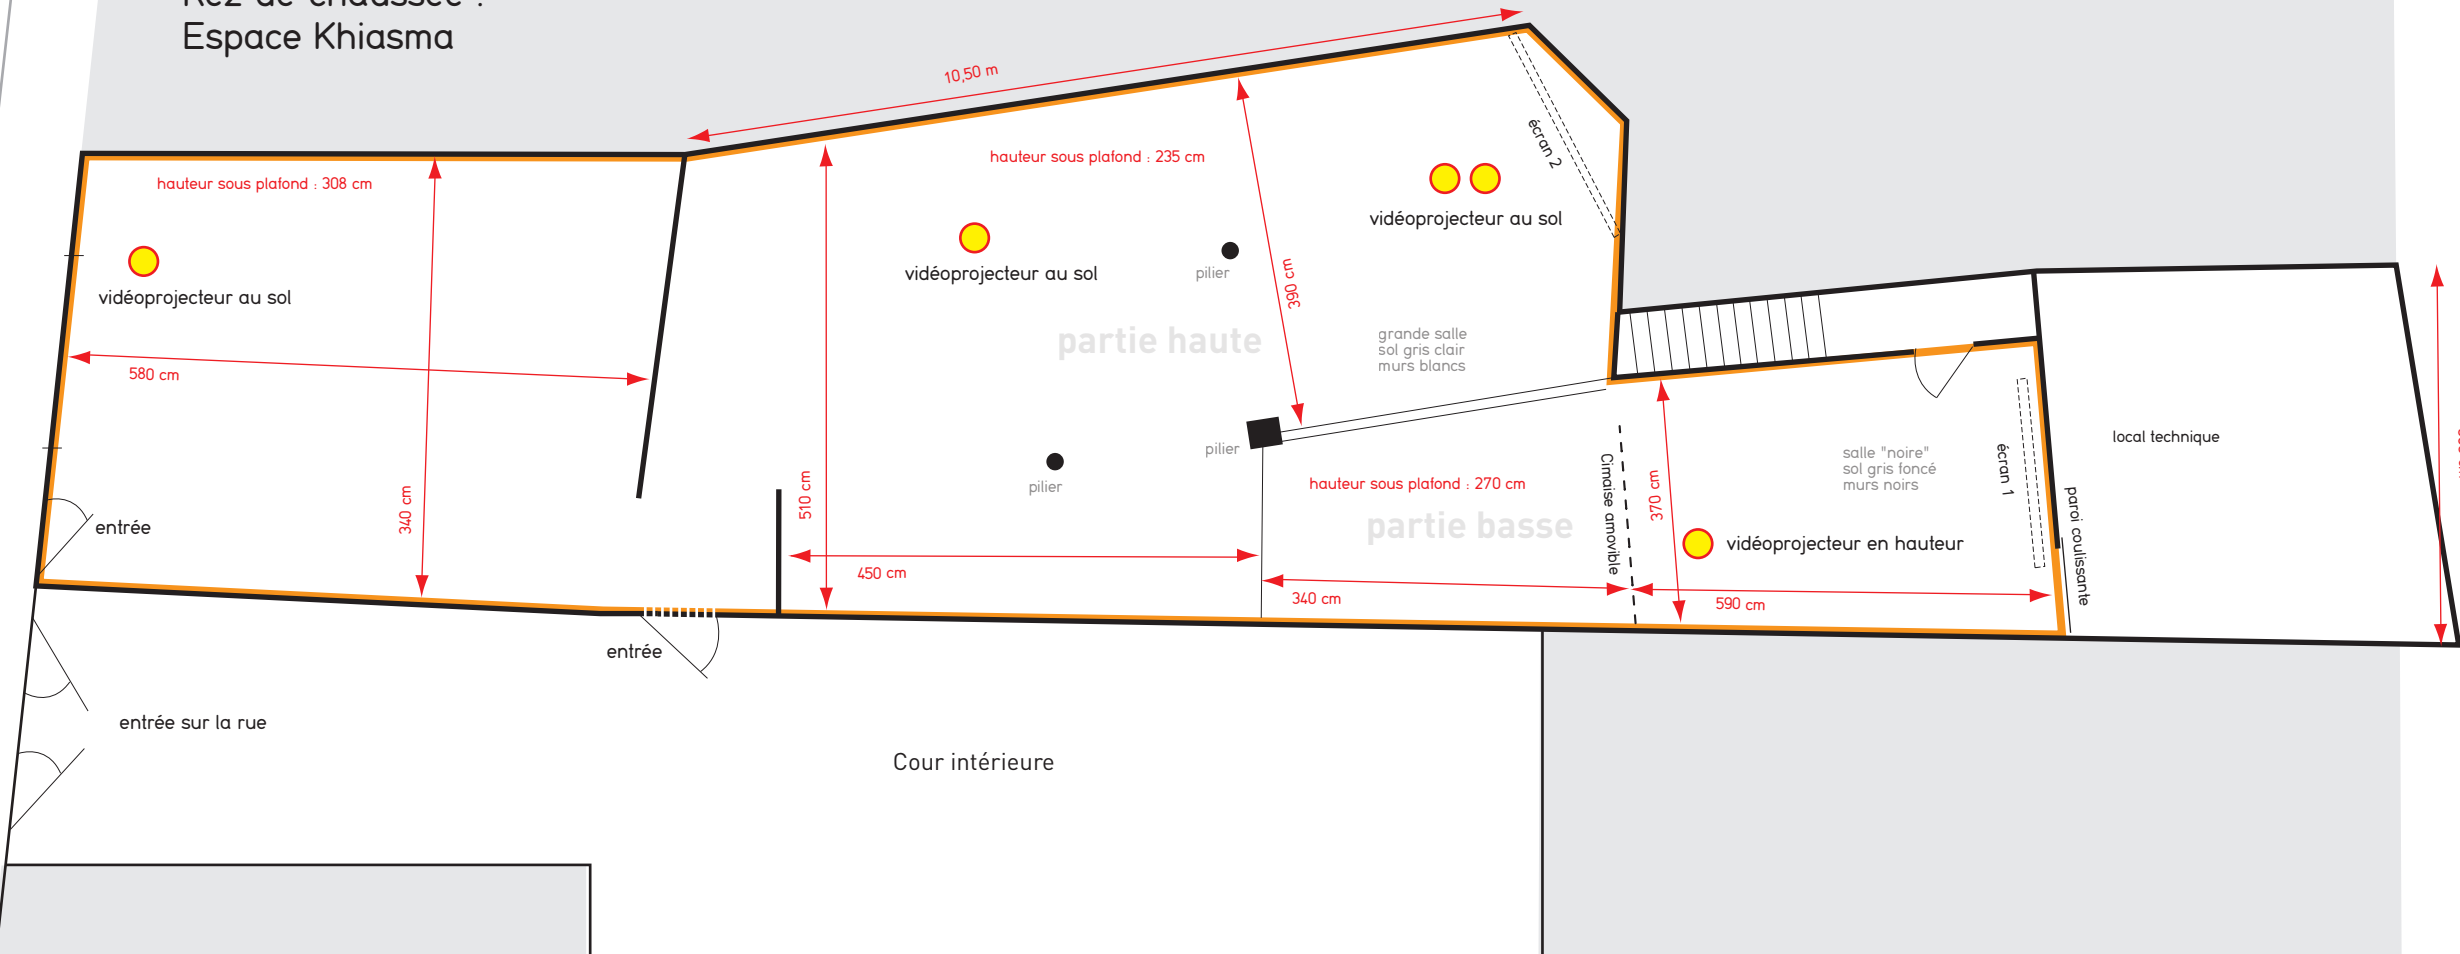 Rez-de-chaussée :
Espace Khiasma
10,50 m
hauteur sous plafond : 308 cm
vidéoprojecteur au sol
580 cm
340 cm
entrée
hauteur sous plafond : 235 cm
vidéoprojecteur au sol
pilier
390 cm
partie haute
grande salle
sol gris clair
murs blancs
vidéoprojecteur au sol
écran 2
pilier
pilier
510 cm
450 cm
hauteur sous plafond : 270 cm
partie basse
340 cm
Cimaise amovible
370 cm
salle "noire"
sol gris foncé
murs noirs
vidéoprojecteur en hauteur
590 cm
écran 1
paroi coulissante
local technique
entrée
entrée sur la rue
Cour intérieure